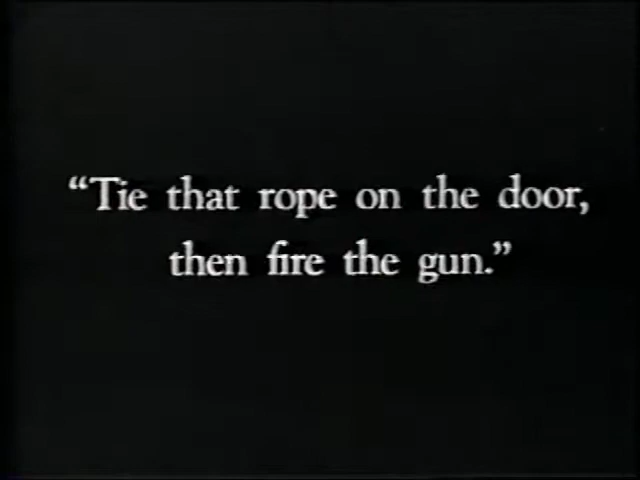 “Tie that rope on the door,
then fire the gun.”